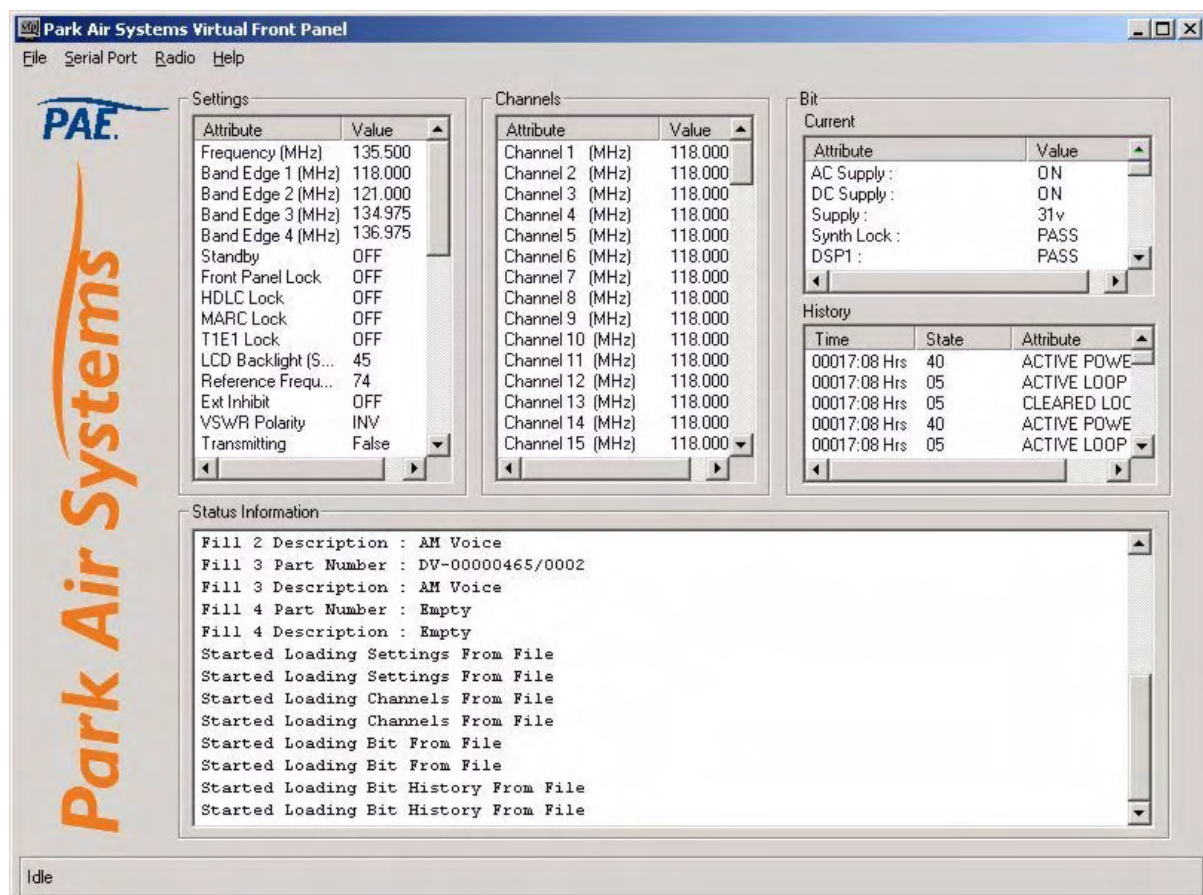 Park Air Systems Virtual Front Panel
File Serial Port Radio Help
PAE.
Park Air Systems
Settings
Attribute Value
Frequency (MHz) 135.500
Band Edge 1 (MHz) 118.000
Band Edge 2 (MHz) 121.000
Band Edge 3 (MHz) 134.975
Band Edge 4 (MHz) 136.975
Standby OFF
Front Panel Lock OFF
HDLC Lock OFF
MARC Lock OFF
T1E1 Lock OFF
LCD Backlight (S... 45
Reference Frequ... 74
Ext Inhibit OFF
VSWR Polarity INV
Transmitting False
Channels
Attribute Value
Channel 1 (MHz) 118.000
Channel 2 (MHz) 118.000
Channel 3 (MHz) 118.000
Channel 4 (MHz) 118.000
Channel 5 (MHz) 118.000
Channel 6 (MHz) 118.000
Channel 7 (MHz) 118.000
Channel 8 (MHz) 118.000
Channel 9 (MHz) 118.000
Channel 10 (MHz) 118.000
Channel 11 (MHz) 118.000
Channel 12 (MHz) 118.000
Channel 13 (MHz) 118.000
Channel 14 (MHz) 118.000
Channel 15 (MHz) 118.000
Bit
Current
Attribute Value
AC Supply : ON
DC Supply : ON
Supply : 31v
Synth Lock : PASS
DSP1 : PASS
History
Time State Attribute
00017:08 Hrs 40 ACTIVE POWE
00017:08 Hrs 05 ACTIVE LOOP
00017:08 Hrs 05 CLEARED LOC
00017:08 Hrs 40 ACTIVE POWE
00017:08 Hrs 05 ACTIVE LOOP
Status Information
Fill 2 Description : AM Voice
Fill 3 Part Number : DV-00000465/0002
Fill 3 Description : AM Voice
Fill 4 Part Number : Empty
Fill 4 Description : Empty
Started Loading Settings From File
Started Loading Settings From File
Started Loading Channels From File
Started Loading Channels From File
Started Loading Bit From File
Started Loading Bit From File
Started Loading Bit History From File
Started Loading Bit History From File
Idle